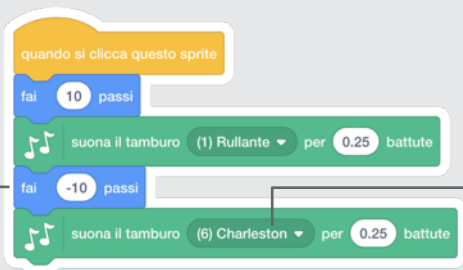 quando si clicca questo sprite
fai 10 passi
suona il tamburo (1) Rullante per 0.25 battute
fai -10 passi
suona il tamburo (6) Charleston per 0.25 battute